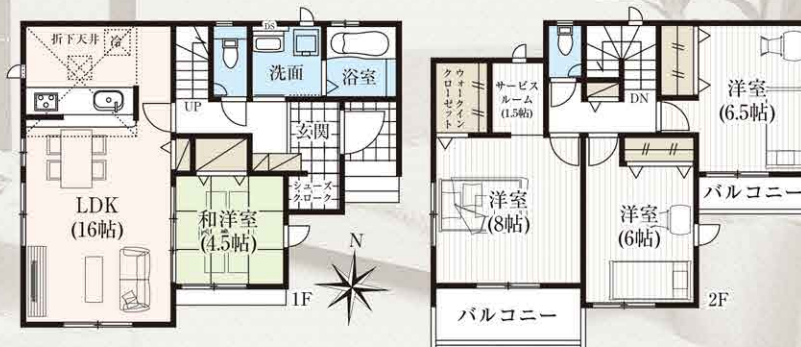 折下天井
冷
UP
DS
洗面
浴室
玄関
シューズ
クローク
LDK
(16帖)
和洋室
(4.5帖)
N
1F
ウォークイン
クローゼット
サービス
ルーム
(1.5帖)
DN
洋室
(6.5帖)
バルコニー
洋室
(8帖)
洋室
(6帖)
バルコニー
2F